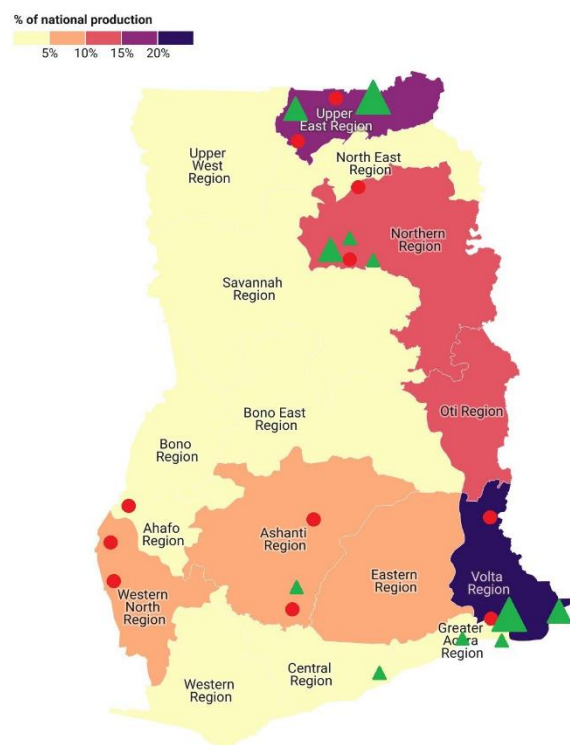 % of national production
5% 10% 15% 20%
Upper
East Region
Upper
West
Region
North East
Region
Northern
Region
Savannah
Region
Oti Region
Bono East
Region
Bono
Region
Ahafo
Region
Ashanti
Region
Eastern
Region
Volta
Region
Western
North Region
Greater
Accra
Region
Central
Region
Western
Region